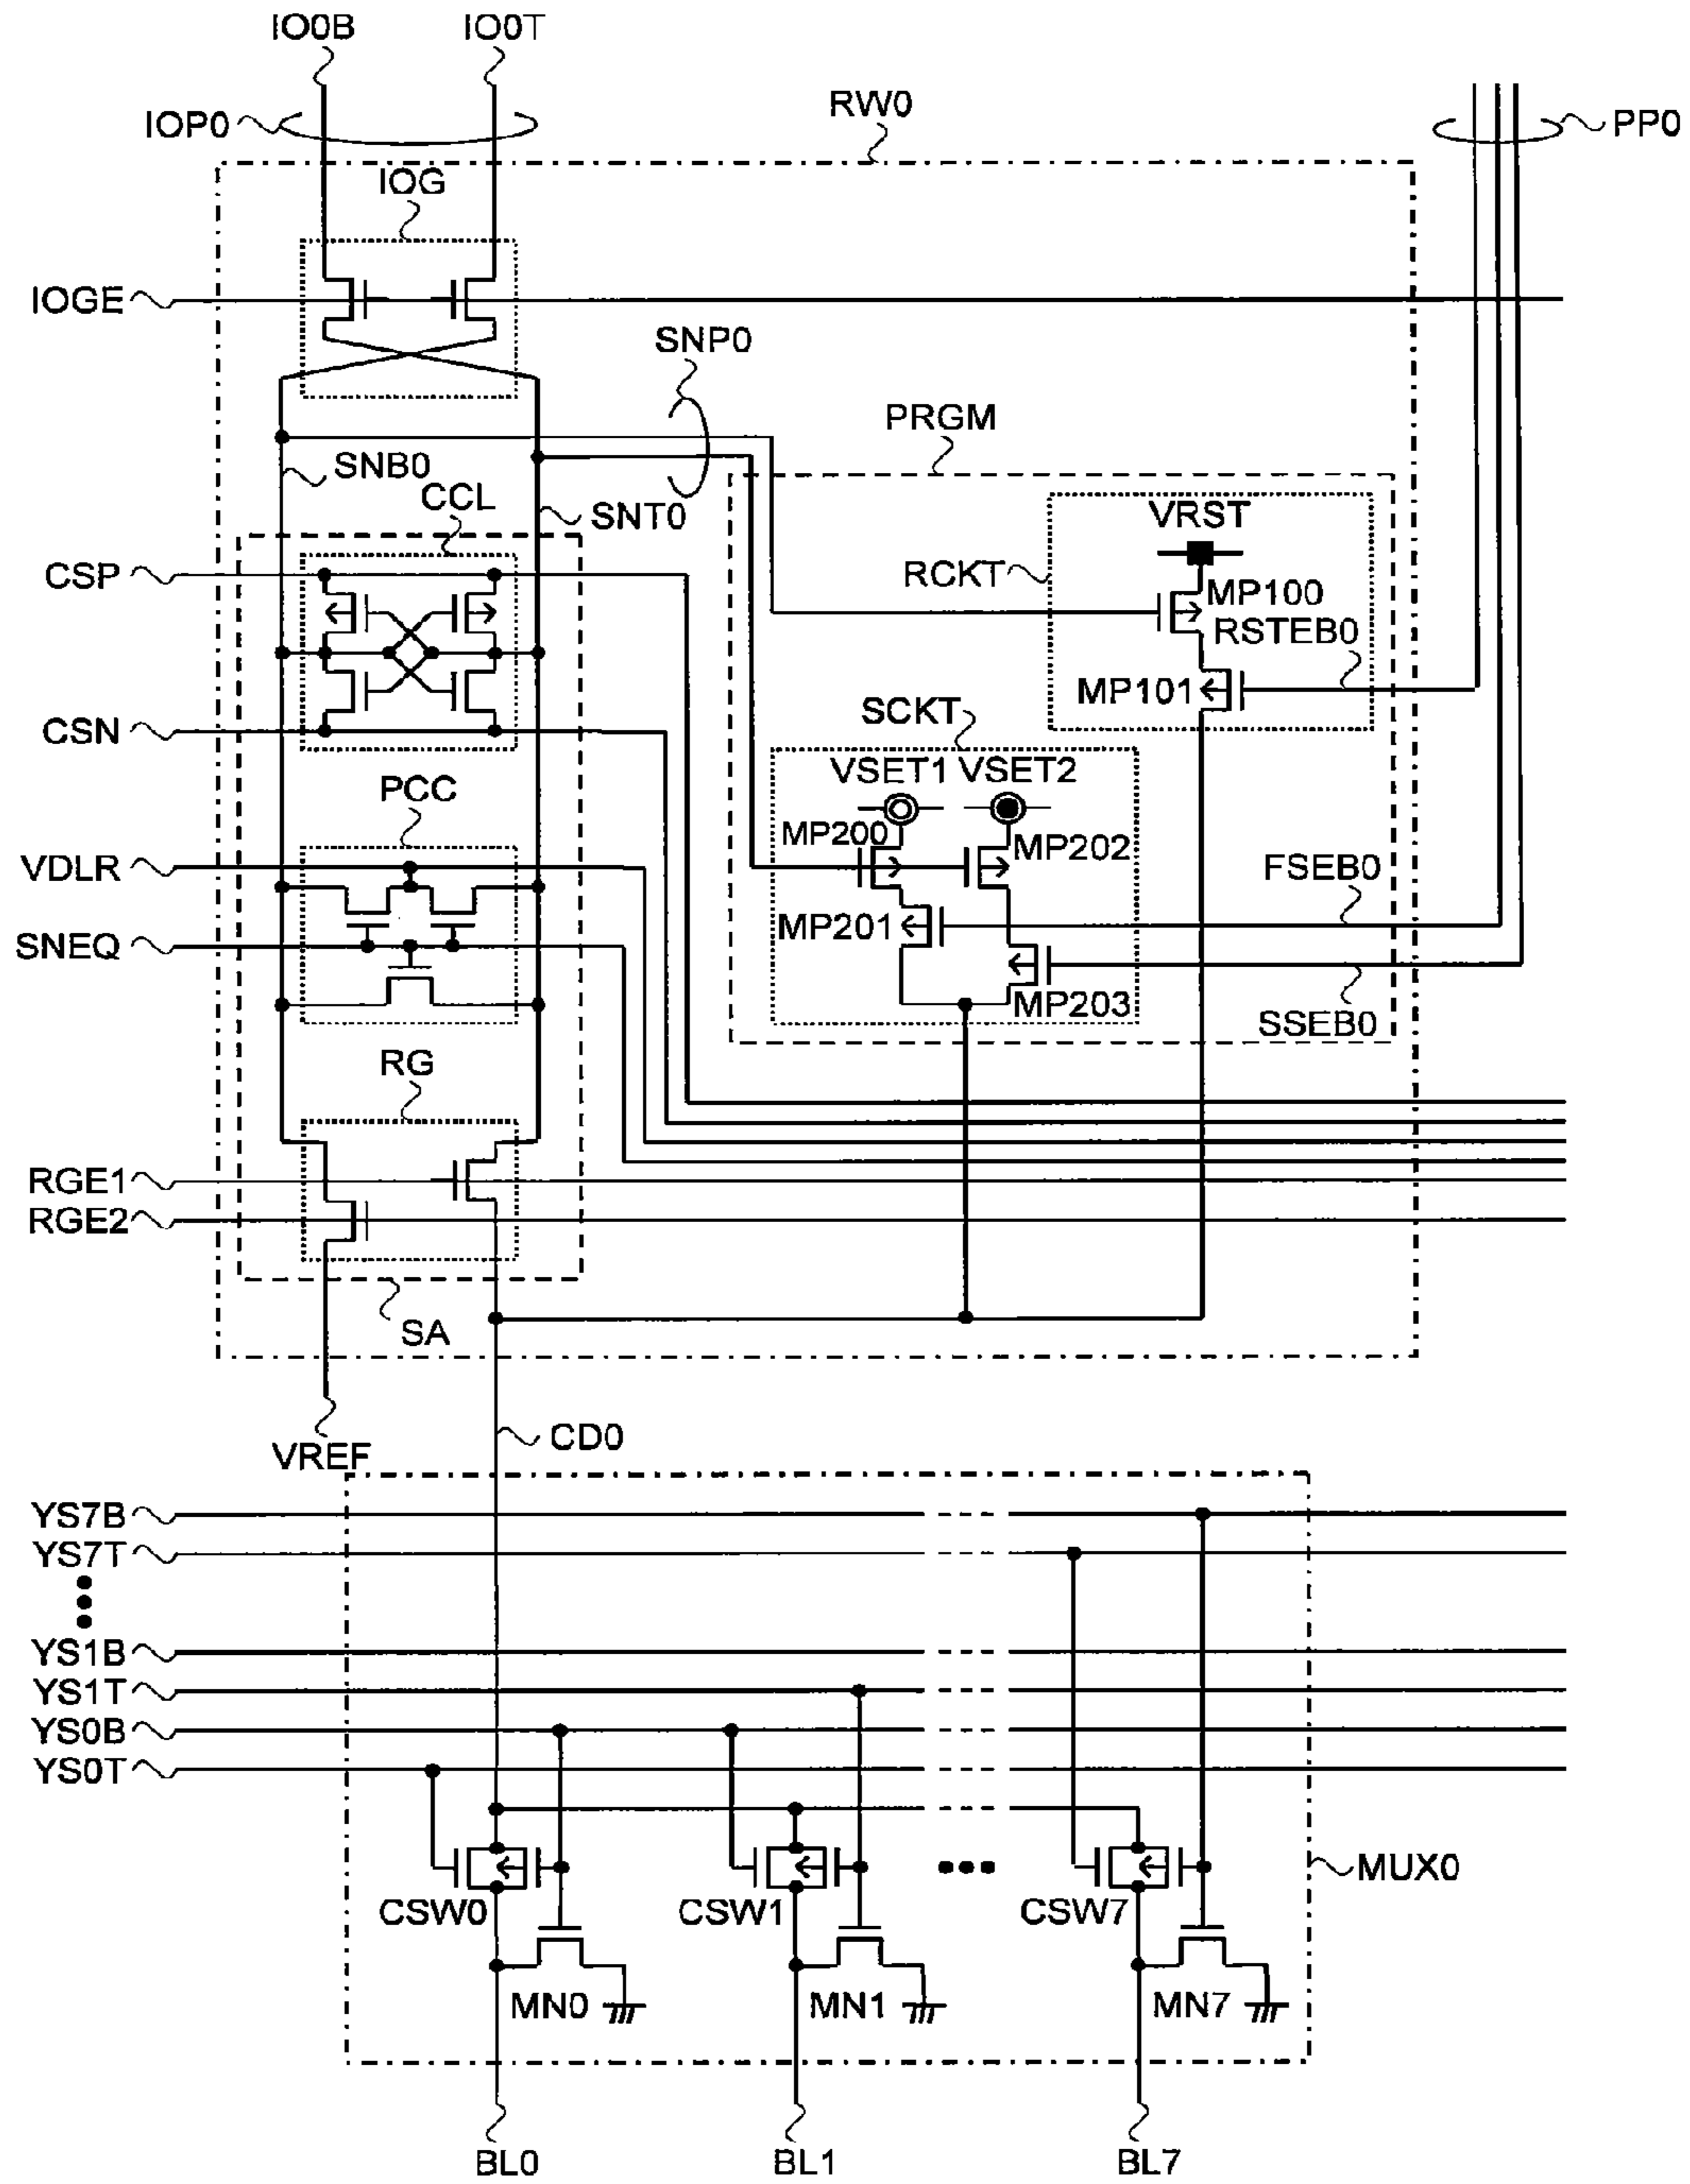 IO0B IO0T
IOP0 RW0 PP0
IOG
IOGE
SNP0
PRGM
SNB0
CCL SNT0 VRST
CSP RCKT MP100
RSTEB0
MP101
CSN SCKT
VSET1 VSET2
PCC
MP200 MP202
VDLR FSEB0
MP201
SNEQ
MP203
SSEB0
RG
RGE1
RGE2
SA
CD0
VREF
YS7B
YS7T
YS1B
YS1T
YS0B
YS0T
MUX0
CSW0 CSW1 CSW7
MN0 MN1 MN7
BL0 BL1 BL7